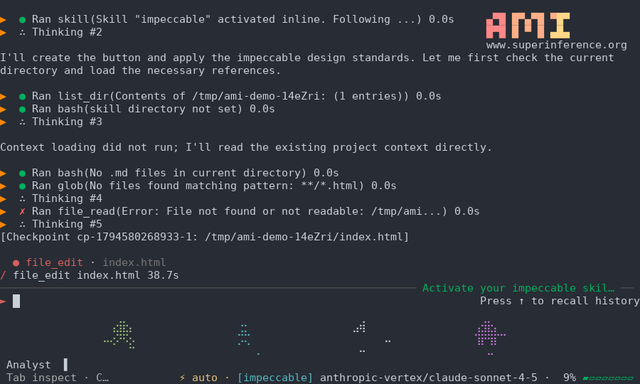 ▶ ● Ran skill(Skill "impeccable" activated inline. Following ...) 0.0s
▶ ∴ Thinking #2
AMI
www.superinference.org
I'll create the button and apply the impeccable design standards. Let me first check the current
directory and load the necessary references.
▶ ● Ran list_dir(Contents of /tmp/ami-demo-14eZri: (1 entries)) 0.0s
▶ ● Ran bash(skill directory not set) 0.0s
▶ ∴ Thinking #3
Context loading did not run; I'll read the existing project context directly.
▶ ● Ran bash(No .md files in current directory) 0.0s
▶ ● Ran glob(No files found matching pattern: **/*.html) 0.0s
▶ ∴ Thinking #4
▶ ✗ Ran file_read(Error: File not found or not readable: /tmp/ami...) 0.0s
▶ ∴ Thinking #5
[Checkpoint cp-1794580268933-1: /tmp/ami-demo-14eZri/index.html]
● file_edit · index.html
/ file_edit index.html 38.7s
Activate your impeccable skil…
Press ↑ to recall history
Analyst
Tab inspect · C… ⚡ auto · [impeccable] anthropic-vertex/claude-sonnet-4-5 · 9%